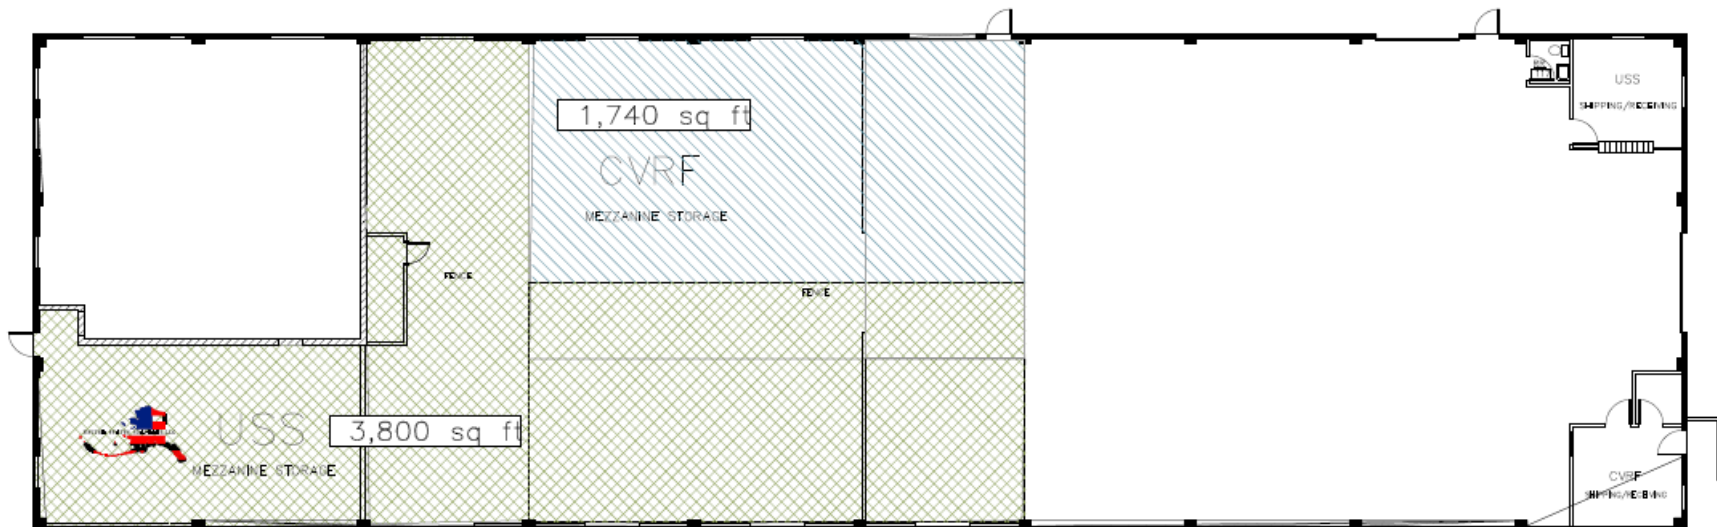 USS
SHIPPING/RECEIVING
1,740 sq ft
CVRF
MEZZANINE STORAGE
FENCE
FENCE
USS
3,800 sq ft
MEZZANINE STORAGE
CVRF
SHIPPING/RECEIVING